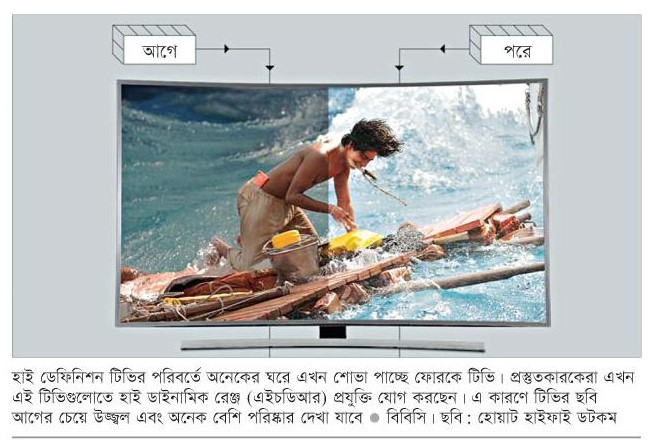 আগে
পরে
হাই ডেফিনিশন টিভির পরিবর্তে অনেকের ঘরে এখন শোভা পাচ্ছে ফোরকে টিভি। প্রস্তুতকারকেরা এখন
এই টিভিগুলোতে হাই ডাইনামিক রেঞ্জ (এইচডিআর) প্রযুক্তি যোগ করছেন। এ কারণে টিভির ছবি
আগের চেয়ে উজ্জ্বল এবং অনেক বেশি পরিষ্কার দেখা যাবে ● বিবিসি। ছবি : হোয়াট হাইফাই ডটকম